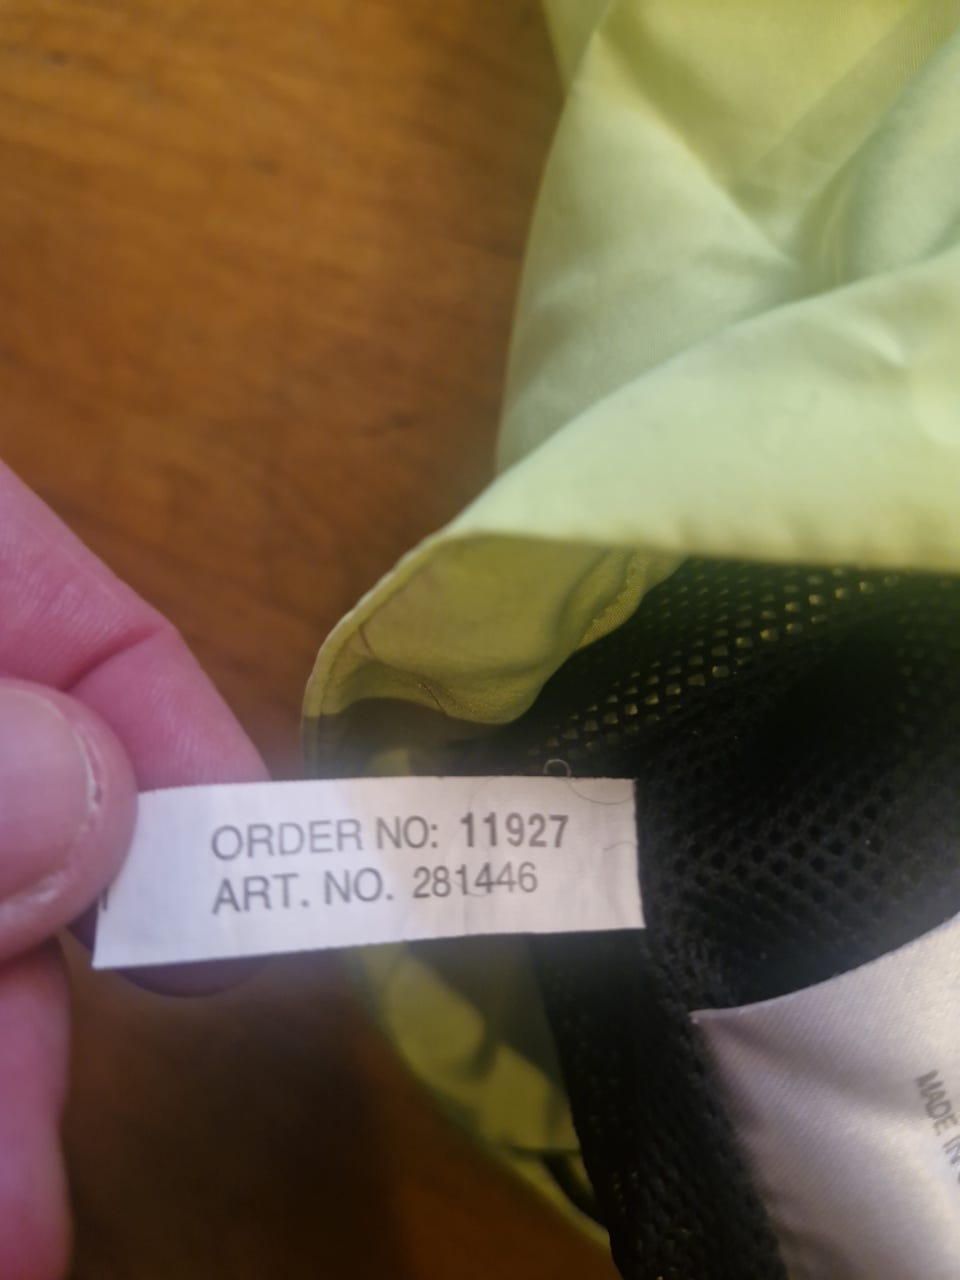 ORDER NO: 11927
ART. NO. 281446
MADE IN